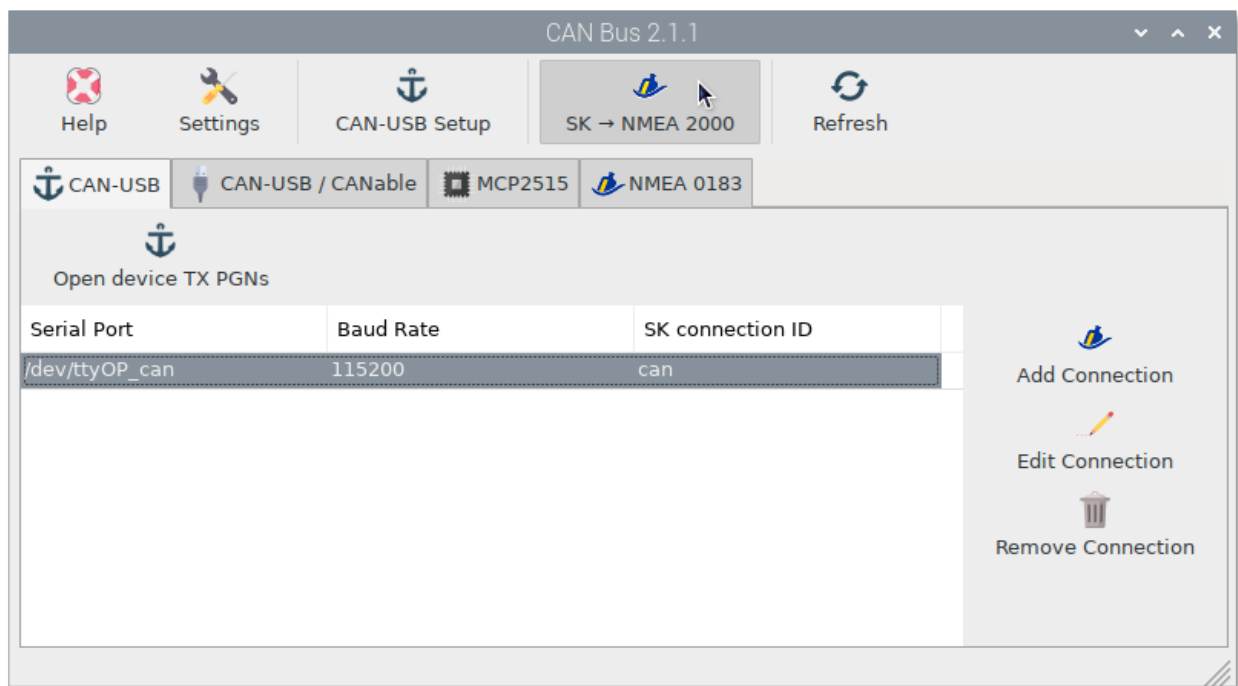 CAN Bus 2.1.1
Help Settings CAN-USB Setup SK → NMEA 2000 Refresh
CAN-USB CAN-USB / CANable MCP2515 NMEA 0183
Open device TX PGNs
Serial Port Baud Rate SK connection ID
/dev/ttyOP_can 115200 can
Add Connection
Edit Connection
Remove Connection